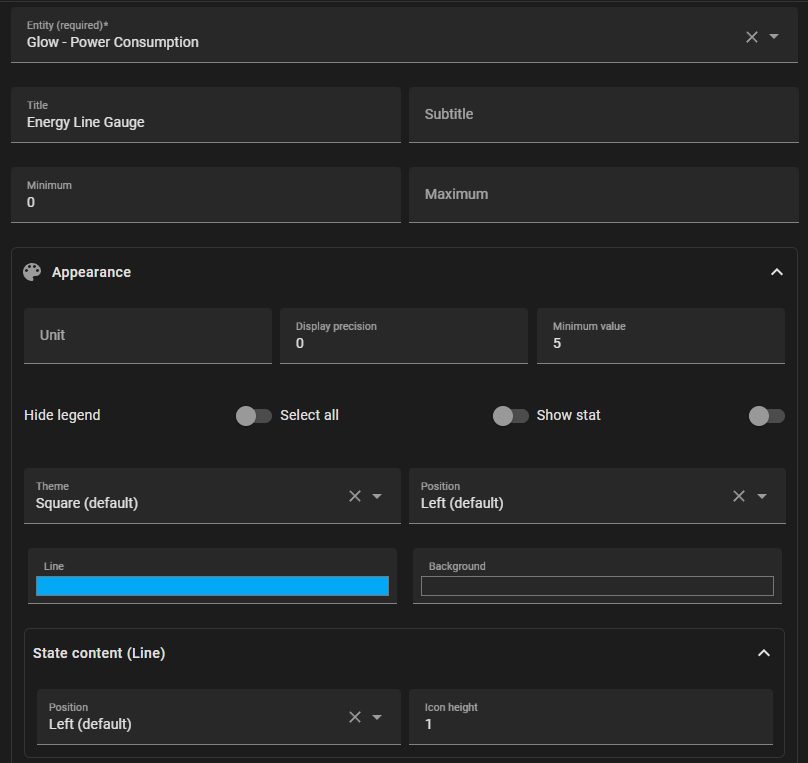 Entity (required)*
Glow - Power Consumption
Title
Energy Line Gauge
Subtitle
Minimum
0
Maximum
Appearance
Unit
Display precision
0
Minimum value
5
Hide legend
Select all
Show stat
Theme
Square (default)
Position
Left (default)
Line
Background
State content (Line)
Position
Left (default)
Icon height
1